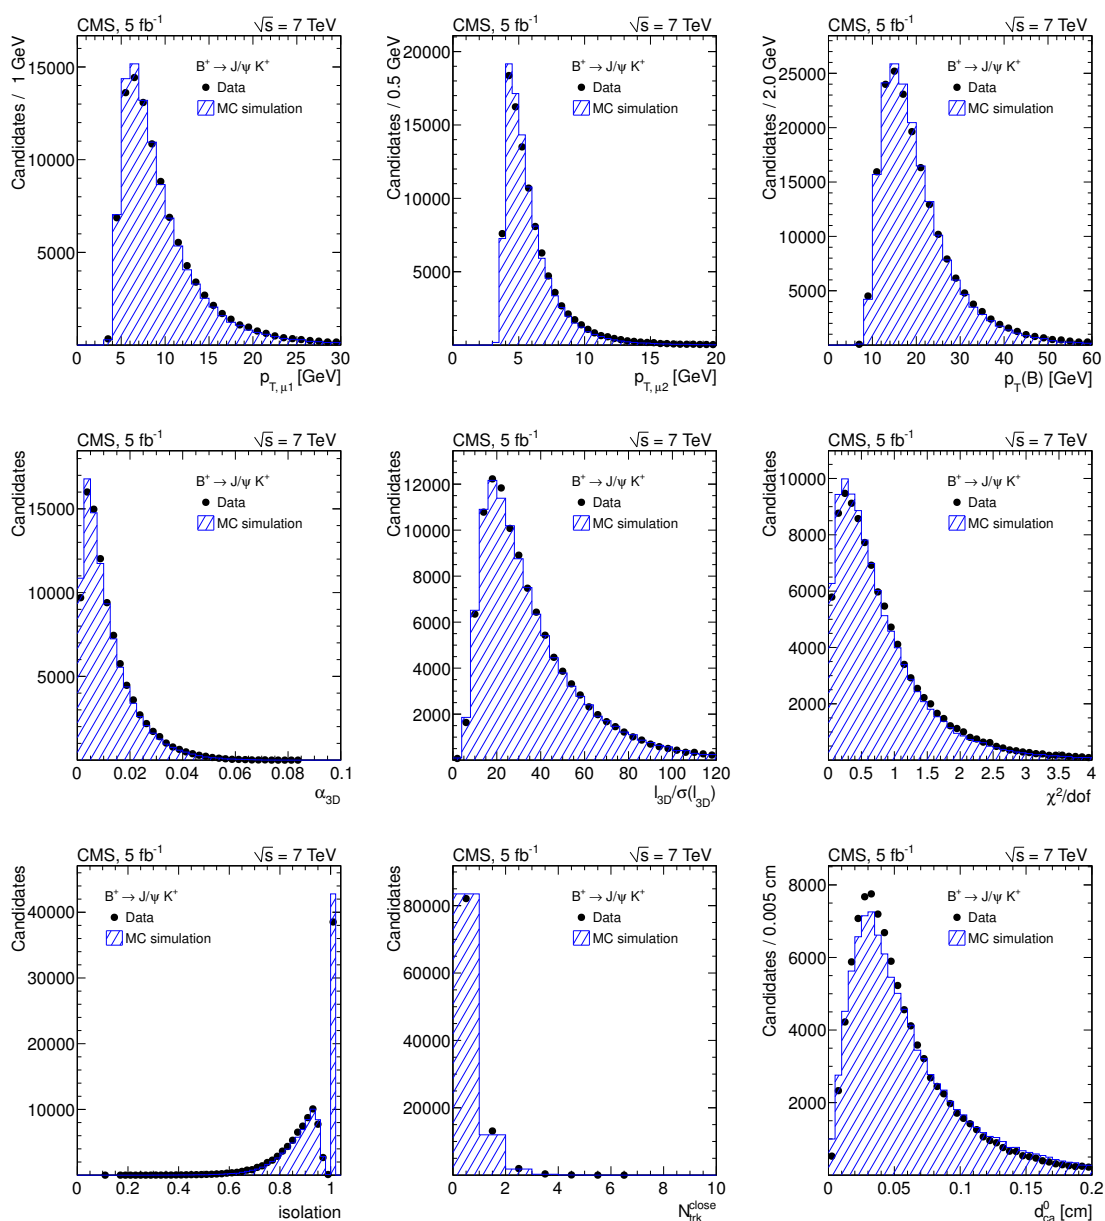 CMS, 5 fb⁻¹ √s = 7 TeV
Candidates / 1 GeV
B⁺ → J/ψ K⁺
Data
MC simulation
15000
10000
5000
0 5 10 15 20 25 30
p_T,μ1 [GeV]
CMS, 5 fb⁻¹ √s = 7 TeV
Candidates / 0.5 GeV
B⁺ → J/ψ K⁺
Data
MC simulation
20000
15000
10000
5000
0 5 10 15 20
p_T,μ2 [GeV]
CMS, 5 fb⁻¹ √s = 7 TeV
Candidates / 2.0 GeV
B⁺ → J/ψ K⁺
Data
MC simulation
25000
20000
15000
10000
5000
0 10 20 30 40 50 60
p_T(B) [GeV]
CMS, 5 fb⁻¹ √s = 7 TeV
Candidates
B⁺ → J/ψ K⁺
Data
MC simulation
15000
10000
5000
0 0.02 0.04 0.06 0.08 0.1
α_3D
CMS, 5 fb⁻¹ √s = 7 TeV
Candidates
B⁺ → J/ψ K⁺
Data
MC simulation
12000
10000
8000
6000
4000
2000
0 20 40 60 80 100 120
l_3D/σ(l_3D)
CMS, 5 fb⁻¹ √s = 7 TeV
Candidates
B⁺ → J/ψ K⁺
Data
MC simulation
10000
8000
6000
4000
2000
0 0.5 1 1.5 2 2.5 3 3.5 4
χ²/dof
CMS, 5 fb⁻¹ √s = 7 TeV
Candidates
B⁺ → J/ψ K⁺
Data
MC simulation
40000
30000
20000
10000
0 0.2 0.4 0.6 0.8 1
isolation
CMS, 5 fb⁻¹ √s = 7 TeV
Candidates
B⁺ → J/ψ K⁺
Data
MC simulation
80000
60000
40000
20000
0 2 4 6 8 10
N_trk^close
CMS, 5 fb⁻¹ √s = 7 TeV
Candidates / 0.005 cm
B⁺ → J/ψ K⁺
Data
MC simulation
8000
6000
4000
2000
0 0.05 0.1 0.15 0.2
d_ca^0 [cm]